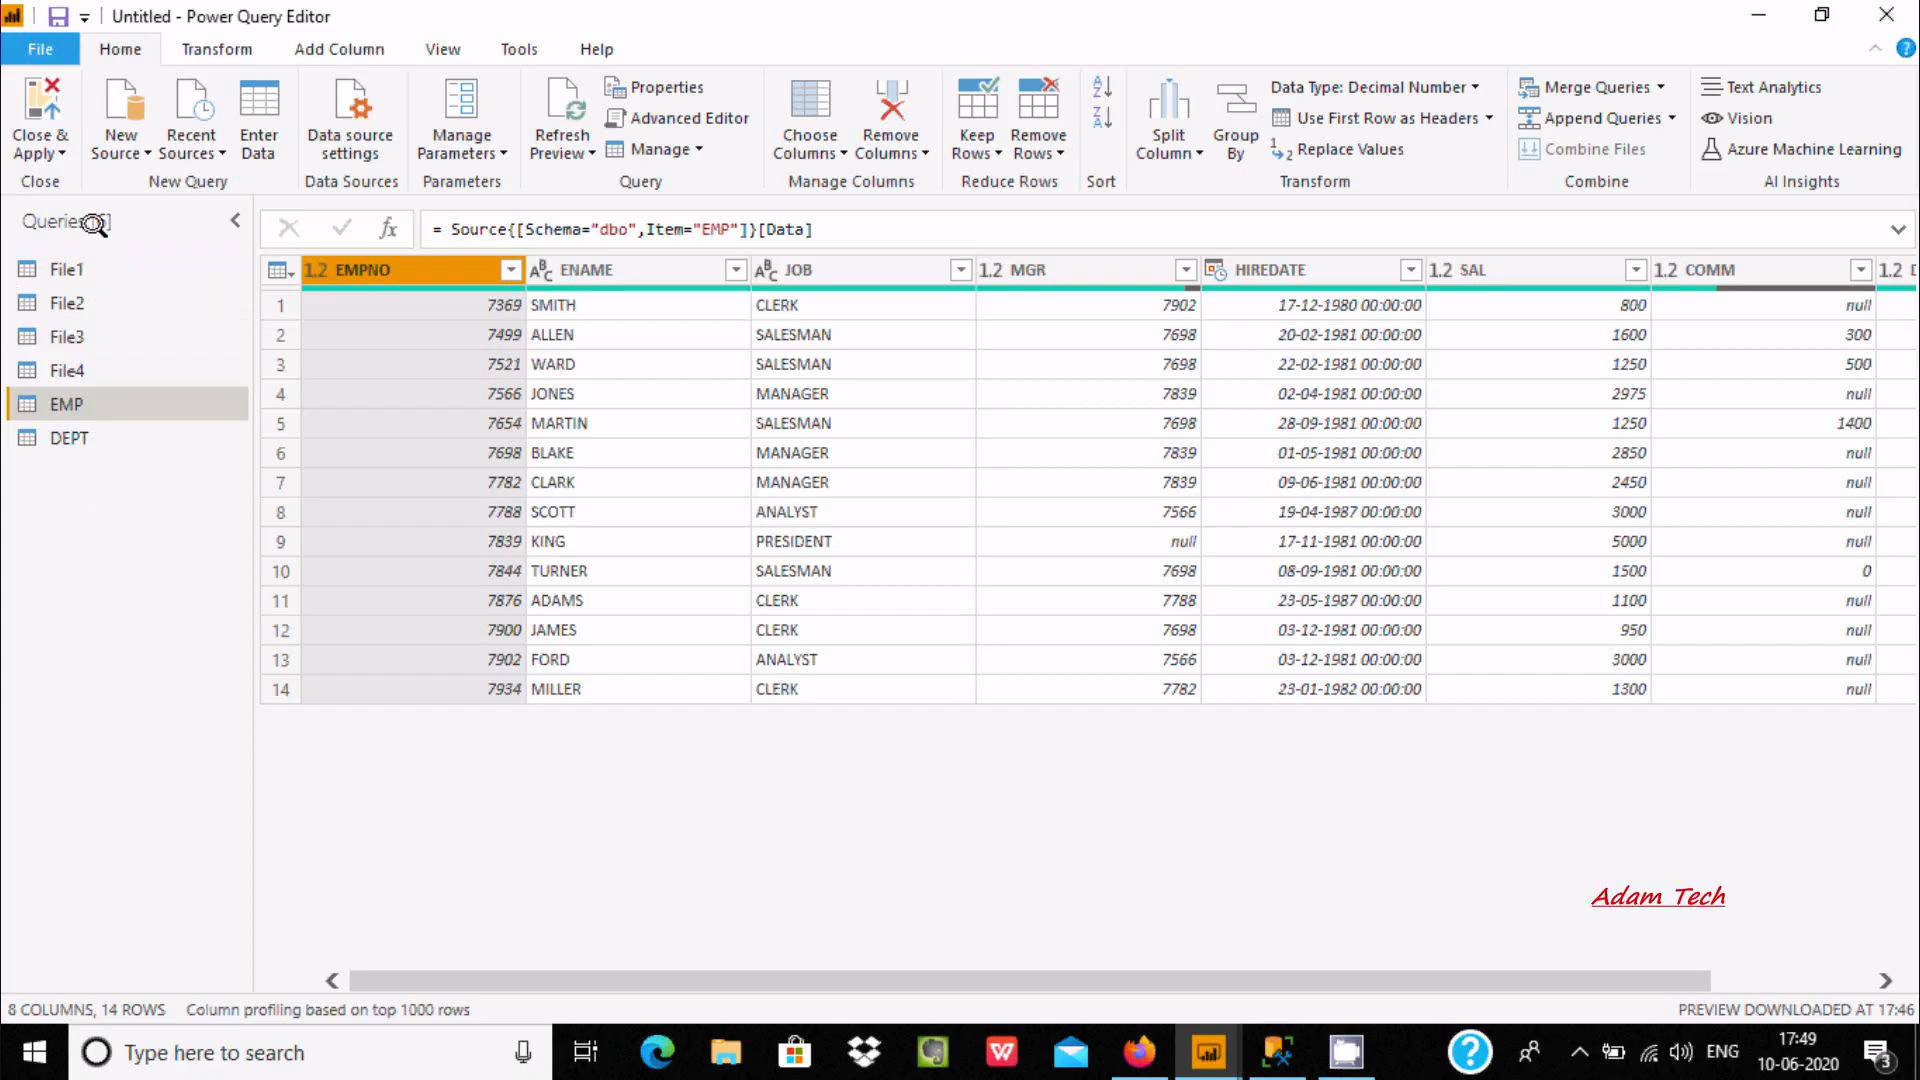 Untitled - Power Query Editor
File Home Transform Add Column View Tools Help
Close & Apply
New Source
Recent Sources
Enter Data
Data source settings
Manage Parameters
Refresh Preview
Properties
Advanced Editor
Manage
Choose Columns
Remove Columns
Keep Rows
Remove Rows
Split Column
Group By
Data Type: Decimal Number
Use First Row as Headers
Replace Values
Merge Queries
Append Queries
Combine Files
Text Analytics
Vision
Azure Machine Learning
Close New Query Data Sources Parameters Query Manage Columns Reduce Rows Sort Transform Combine AI Insights
Queries
File1
File2
File3
File4
EMP
DEPT
fx = Source{[Schema="dbo",Item="EMP"]}[Data]
1.2 EMPNO ABC ENAME ABC JOB 1.2 MGR HIREDATE 1.2 SAL 1.2 COMM 1.2
1 7369 SMITH CLERK 7902 17-12-1980 00:00:00 800 null
2 7499 ALLEN SALESMAN 7698 20-02-1981 00:00:00 1600 300
3 7521 WARD SALESMAN 7698 22-02-1981 00:00:00 1250 500
4 7566 JONES MANAGER 7839 02-04-1981 00:00:00 2975 null
5 7654 MARTIN SALESMAN 7698 28-09-1981 00:00:00 1250 1400
6 7698 BLAKE MANAGER 7839 01-05-1981 00:00:00 2850 null
7 7782 CLARK MANAGER 7839 09-06-1981 00:00:00 2450 null
8 7788 SCOTT ANALYST 7566 19-04-1987 00:00:00 3000 null
9 7839 KING PRESIDENT null 17-11-1981 00:00:00 5000 null
10 7844 TURNER SALESMAN 7698 08-09-1981 00:00:00 1500 0
11 7876 ADAMS CLERK 7788 23-05-1987 00:00:00 1100 null
12 7900 JAMES CLERK 7698 03-12-1981 00:00:00 950 null
13 7902 FORD ANALYST 7566 03-12-1981 00:00:00 3000 null
14 7934 MILLER CLERK 7782 23-01-1982 00:00:00 1300 null
Adam Tech
8 COLUMNS, 14 ROWS Column profiling based on top 1000 rows PREVIEW DOWNLOADED AT 17:46
Type here to search
ENG
17:49
10-06-2020
3